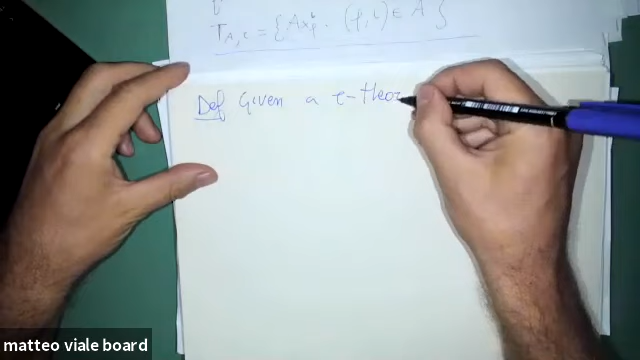 T_{A,τ} = { Ax_φ^i . (φ,i) ∈ A }
Def Given a τ-theor
matteo viale board